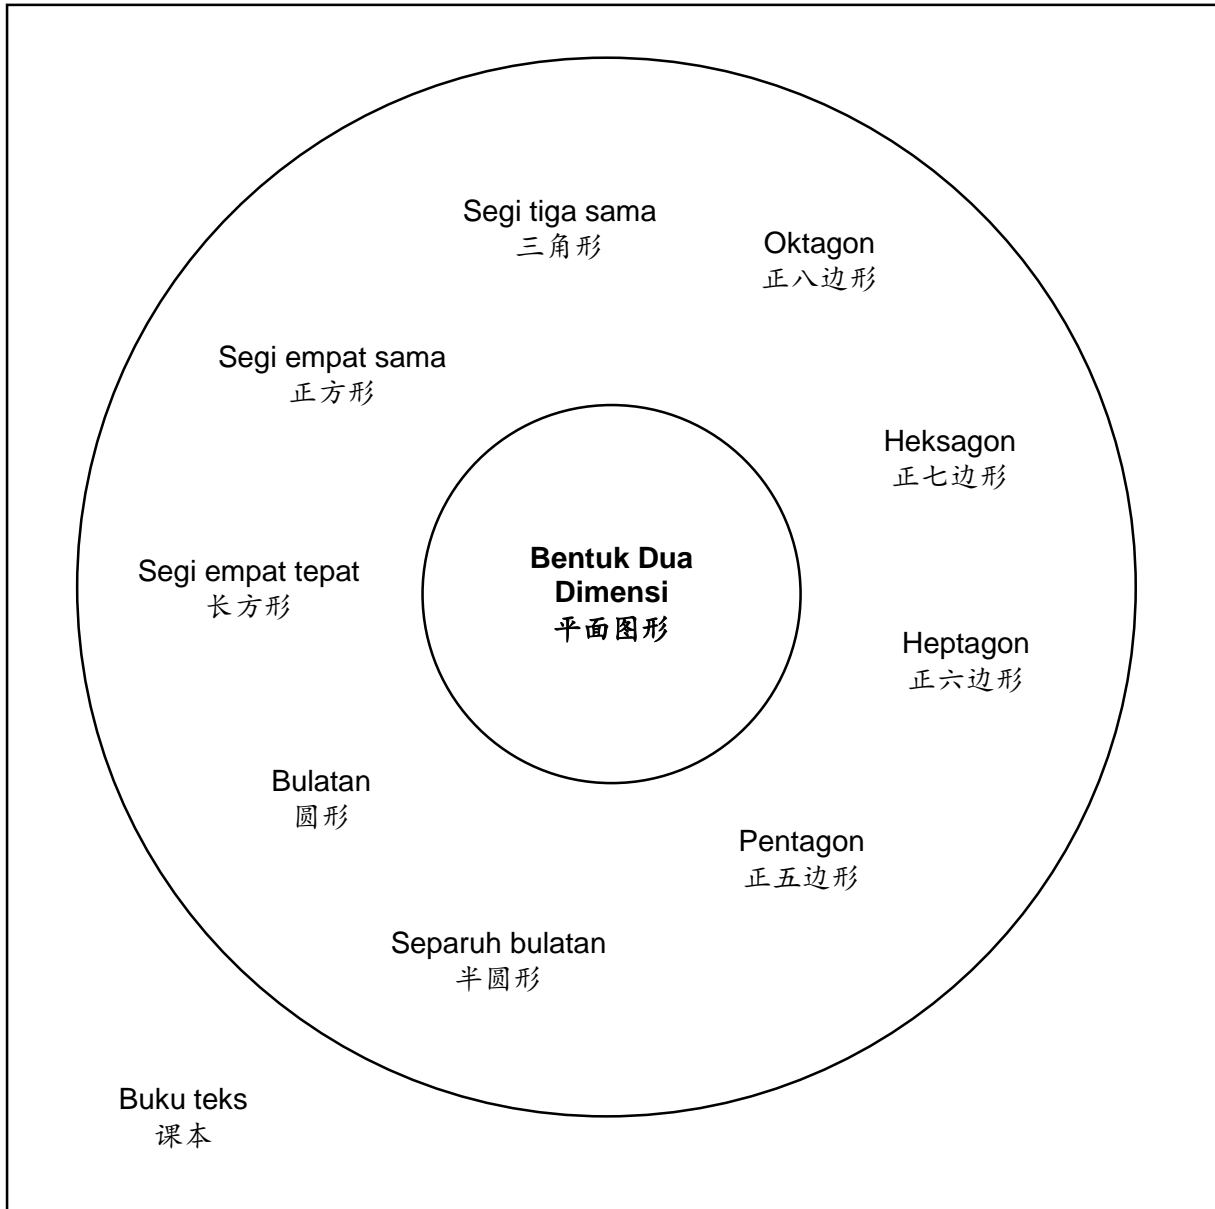 Segi tiga sama
三角形
Oktagon
正八边形
Segi empat sama
正方形
Heksagon
正七边形
Bentuk Dua
Dimensi
平面图形
Segi empat tepat
长方形
Heptagon
正六边形
Bulatan
圆形
Pentagon
正五边形
Separuh bulatan
半圆形
Buku teks
课本